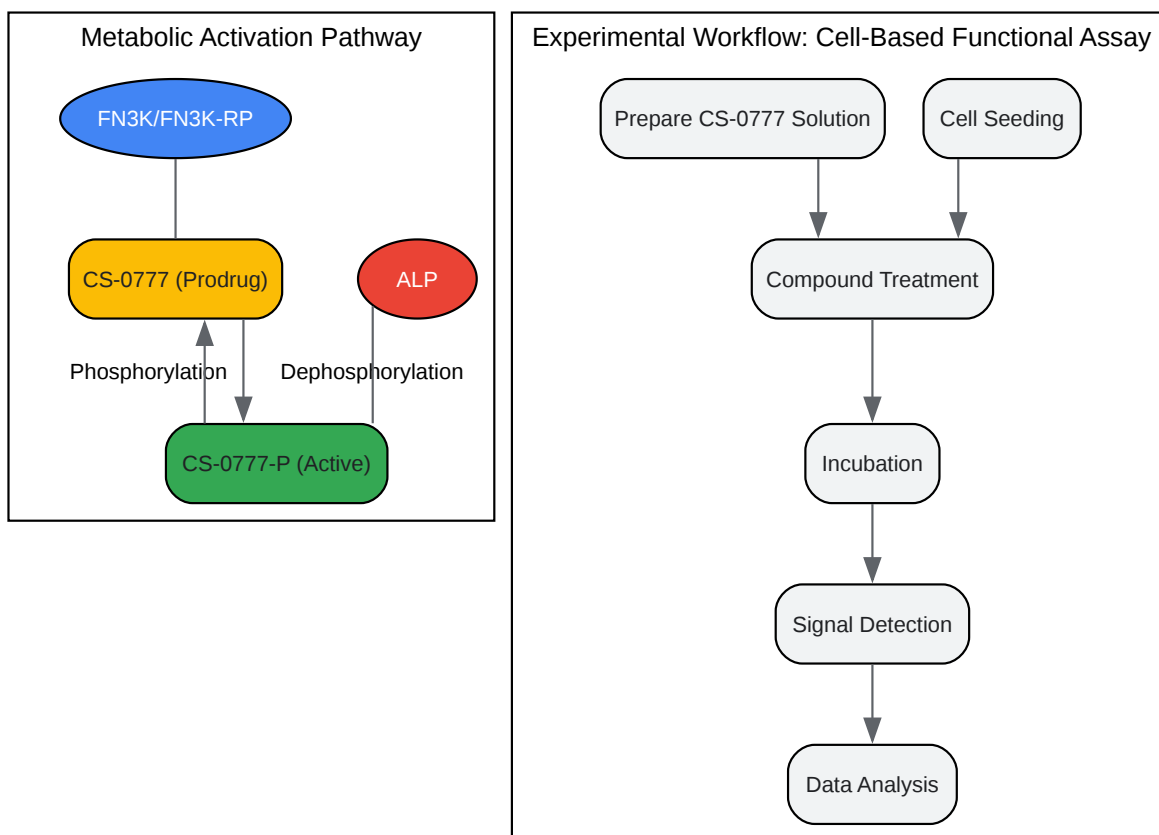 Metabolic Activation Pathway
FN3K/FN3K-RP
CS-0777 (Prodrug)
ALP
Phosphorylation
Dephosphorylation
CS-0777-P (Active)
Experimental Workflow: Cell-Based Functional Assay
Prepare CS-0777 Solution
Cell Seeding
Compound Treatment
Incubation
Signal Detection
Data Analysis